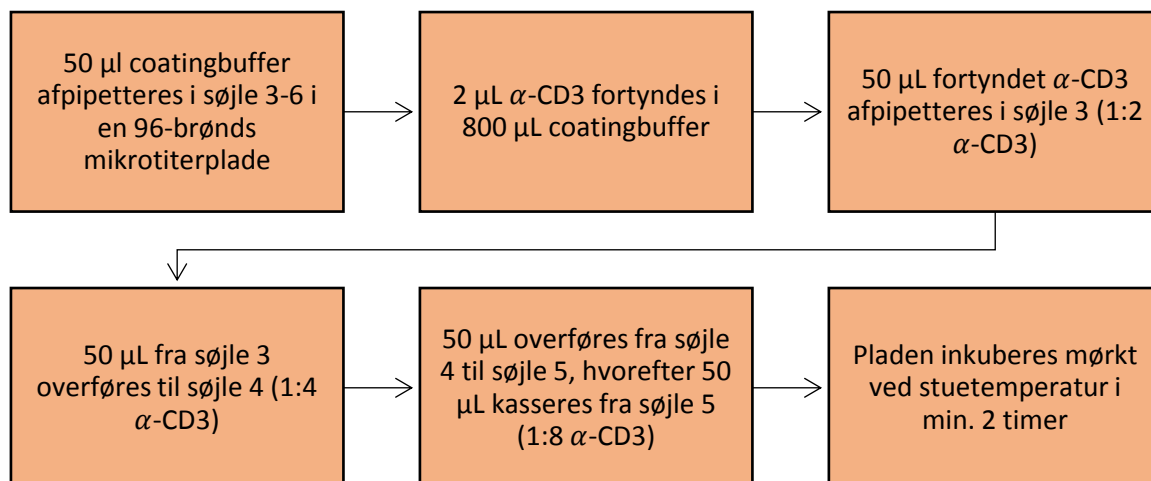 50 µl coatingbuffer
afpipetteres i søjle 3-6 i
en 96-brønds
mikrotiterplade
2 µL 𝛼-CD3 fortyndes i
800 µL coatingbuffer
50 µL fortyndet 𝛼-CD3
afpipetteres i søjle 3 (1:2
𝛼-CD3)
50 µL fra søjle 3
overføres til søjle 4 (1:4
𝛼-CD3)
50 µL overføres fra søjle
4 til søjle 5, hvorefter 50
µL kasseres fra søjle 5
(1:8 𝛼-CD3)
Pladen inkuberes mørkt
ved stuetemperatur i
min. 2 timer